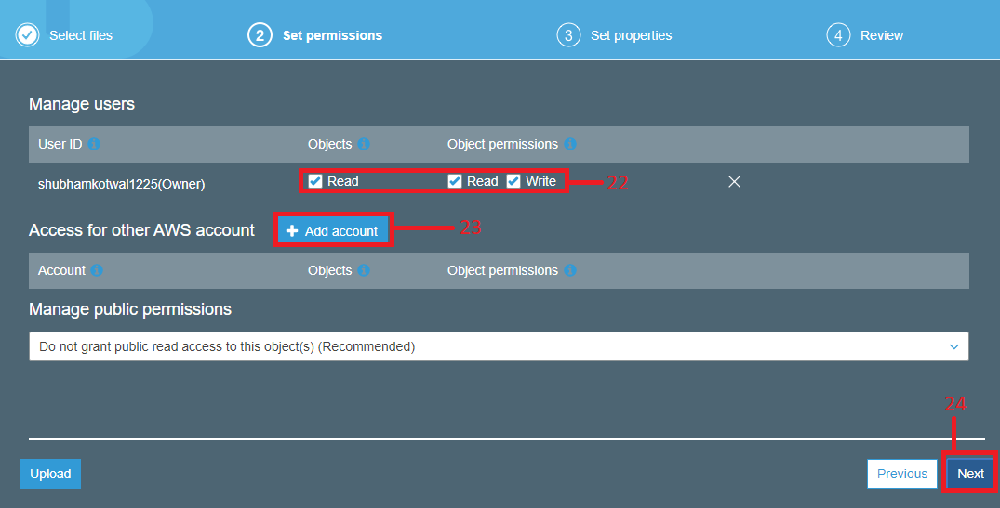 Select files 2 Set permissions 3 Set properties 4 Review
Manage users
User ID Objects Object permissions
shubhamkotwal1225(Owner) Read Read Write 22
Access for other AWS account Add account 23
Account Objects Object permissions
Manage public permissions
Do not grant public read access to this object(s) (Recommended)
24
Upload Previous Next